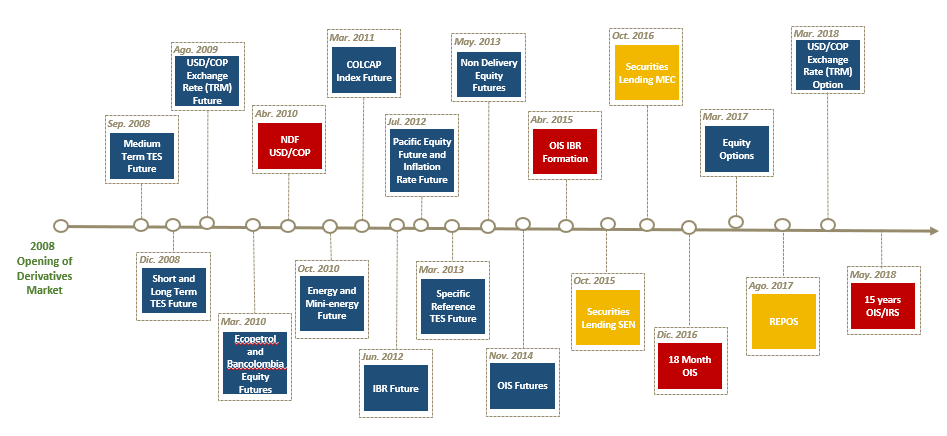 Sep. 2008
Medium
Term TES
Future
Ago. 2009
USD/COP
Exchange
Rete (TRM)
Future
Abr. 2010
NDF
USD/COP
Mar. 2011
COLCAP
Index Future
Jul. 2012
Pacific Equity
Future and
Inflation
Rate Future
May. 2013
Non Delivery
Equity
Futures
Abr. 2015
OIS IBR
Formation
Oct. 2016
Securities
Lending MEC
Mar. 2017
Equity
Options
Mar. 2018
USD/COP
Exchange
Rate (TRM)
Option
2008
Opening of
Derivatives
Market
Dic. 2008
Short and
Long Term
TES Future
Mar. 2010
Ecopetrol
and
Bancolombia
Equity
Futures
Oct. 2010
Energy and
Mini-energy
Future
Jun. 2012
IBR Future
Mar. 2013
Specific
Reference
TES Future
Nov. 2014
OIS Futures
Oct. 2015
Securities
Lending SEN
Dic. 2016
18 Month
OIS
Ago. 2017
REPOS
May. 2018
15 years
OIS/IRS